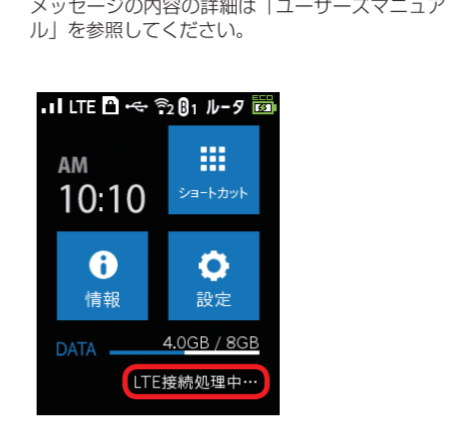 メッセージの内容の詳細は「ユーザーズマニュア
ル」を参照してください。
LTE 2 1 ルータ ECO
AM
10:10
ショートカット
情報
設定
DATA 4.0GB / 8GB
LTE接続処理中…